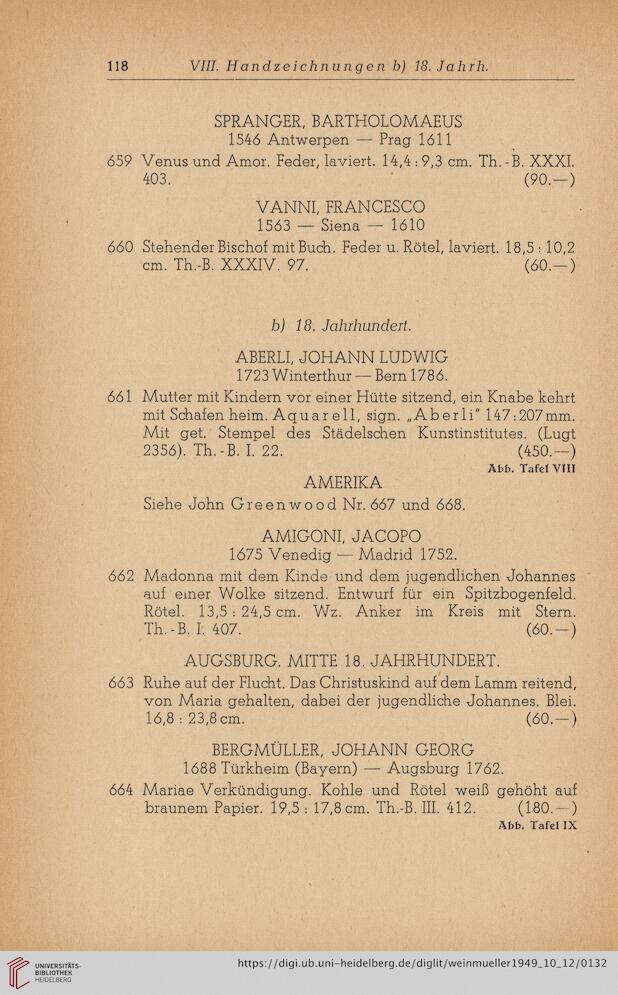 118 VIII. Handzeichnungen b) 18. Jahrh.
SPRANGER, BARTHOLOMAEUS
1546 Antwerpen — Prag 1611
659 Venus und Amor. Feder, laviert. 14,4 : 9,3 cm. Th.-B. XXXI.
403. (90.—)
VANNI, FRANCESCO
1563 — Siena — 1610
660 Stehender Bischof mit Buch. Feder u. Rötel, laviert. 18,5 : 10,2
cm. Th.-B. XXXIV. 97. (60.—)
b) 18. Jahrhundert.
ABERLI, JOHANN LUDWIG
1723 Winterthur — Bern 1786.
661 Mutter mit Kindern vor einer Hütte sitzend, ein Knabe kehrt
mit Schafen heim. Aquarell, sign. „Aberli" 147:207 mm.
Mit get. Stempel des Städelschen Kunstinstitutes. (Lugt
2356). Th.-B. I. 22. (450.—)
Abb. Tafel VIII
AMERIKA
Siehe John Greenwood Nr. 667 und 668.
AMIGONI, JACOPO
1675 Venedig — Madrid 1752.
662 Madonna mit dem Kinde und dem jugendlichen Johannes
auf einer Wolke sitzend. Entwurf für ein Spitzbogenfeld.
Rötel. 13,5 : 24,5 cm. Wz. Anker im Kreis mit Stern.
Th.-B. I. 407. (60.—)
AUGSBURG. MITTE 18. JAHRHUNDERT.
663 Ruhe auf der Flucht. Das Christuskind auf dem Lamm reitend,
von Maria gehalten, dabei der jugendliche Johannes. Blei.
16,8 : 23,8 cm. (60.—)
BERGMÜLLER, JOHANN GEORG
1688 Türkheim (Bayern) — Augsburg 1762.
664 Mariae Verkündigung. Kohle und Rötel weiß gehöht auf
braunem Papier. 19,5 : 17,8 cm. Th.-B. III. 412. (180.—)
Abb. Tafel IX
UNIVERSITÄTS-
BIBLIOTHEK
HEIDELBERG
https://digi.ub.uni-heidelberg.de/diglit/weinmueller1949_10_12/0132